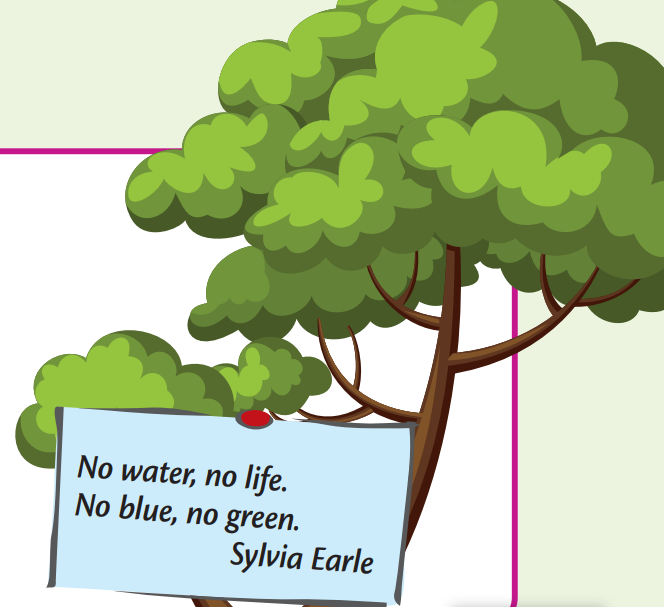 No water, no life.
No blue, no green.
Sylvia Earle